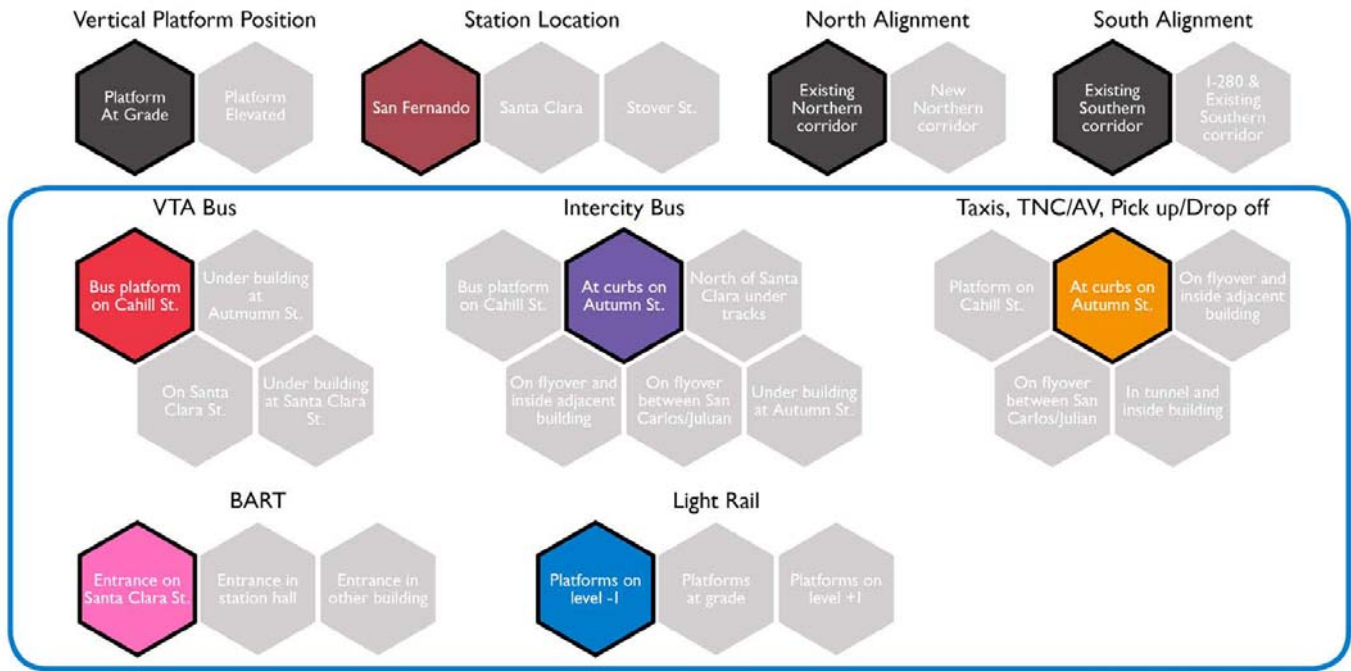 Vertical Platform Position
Station Location
North Alignment
South Alignment
Platform
At Grade
Platform
Elevated
San Fernando
Santa Clara
Stover St.
Existing
Northern
corridor
New
Northern
corridor
Existing
Southern
corridor
I-280 &
Existing
Southern
corridor
VTA Bus
Intercity Bus
Taxis, TNC/AV, Pick up/Drop off
Bus platform
on Cahill St.
Under
building at
Autmumn St.
On Santa
Clara St.
Under building
at Santa Clara
St.
Bus platform
on Cahill St.
At curbs on
Autumn St.
North of Santa
Clara under
tracks
On flyover and
inside adjacent
building
On flyover
between San
Carlos/Juluan
Under building
at Autumn St.
Platform on
Cahill St.
At curbs on
Autumn St.
On flyover and
inside adjacent
building
On flyover
between San
Carlos/Julian
In tunnel and
inside building
BART
Light Rail
Entrance on
Santa Clara St.
Entrance in
station hall
Entrance in
other building
Platforms on
level -1
Platforms
at grade
Platforms on
level +1